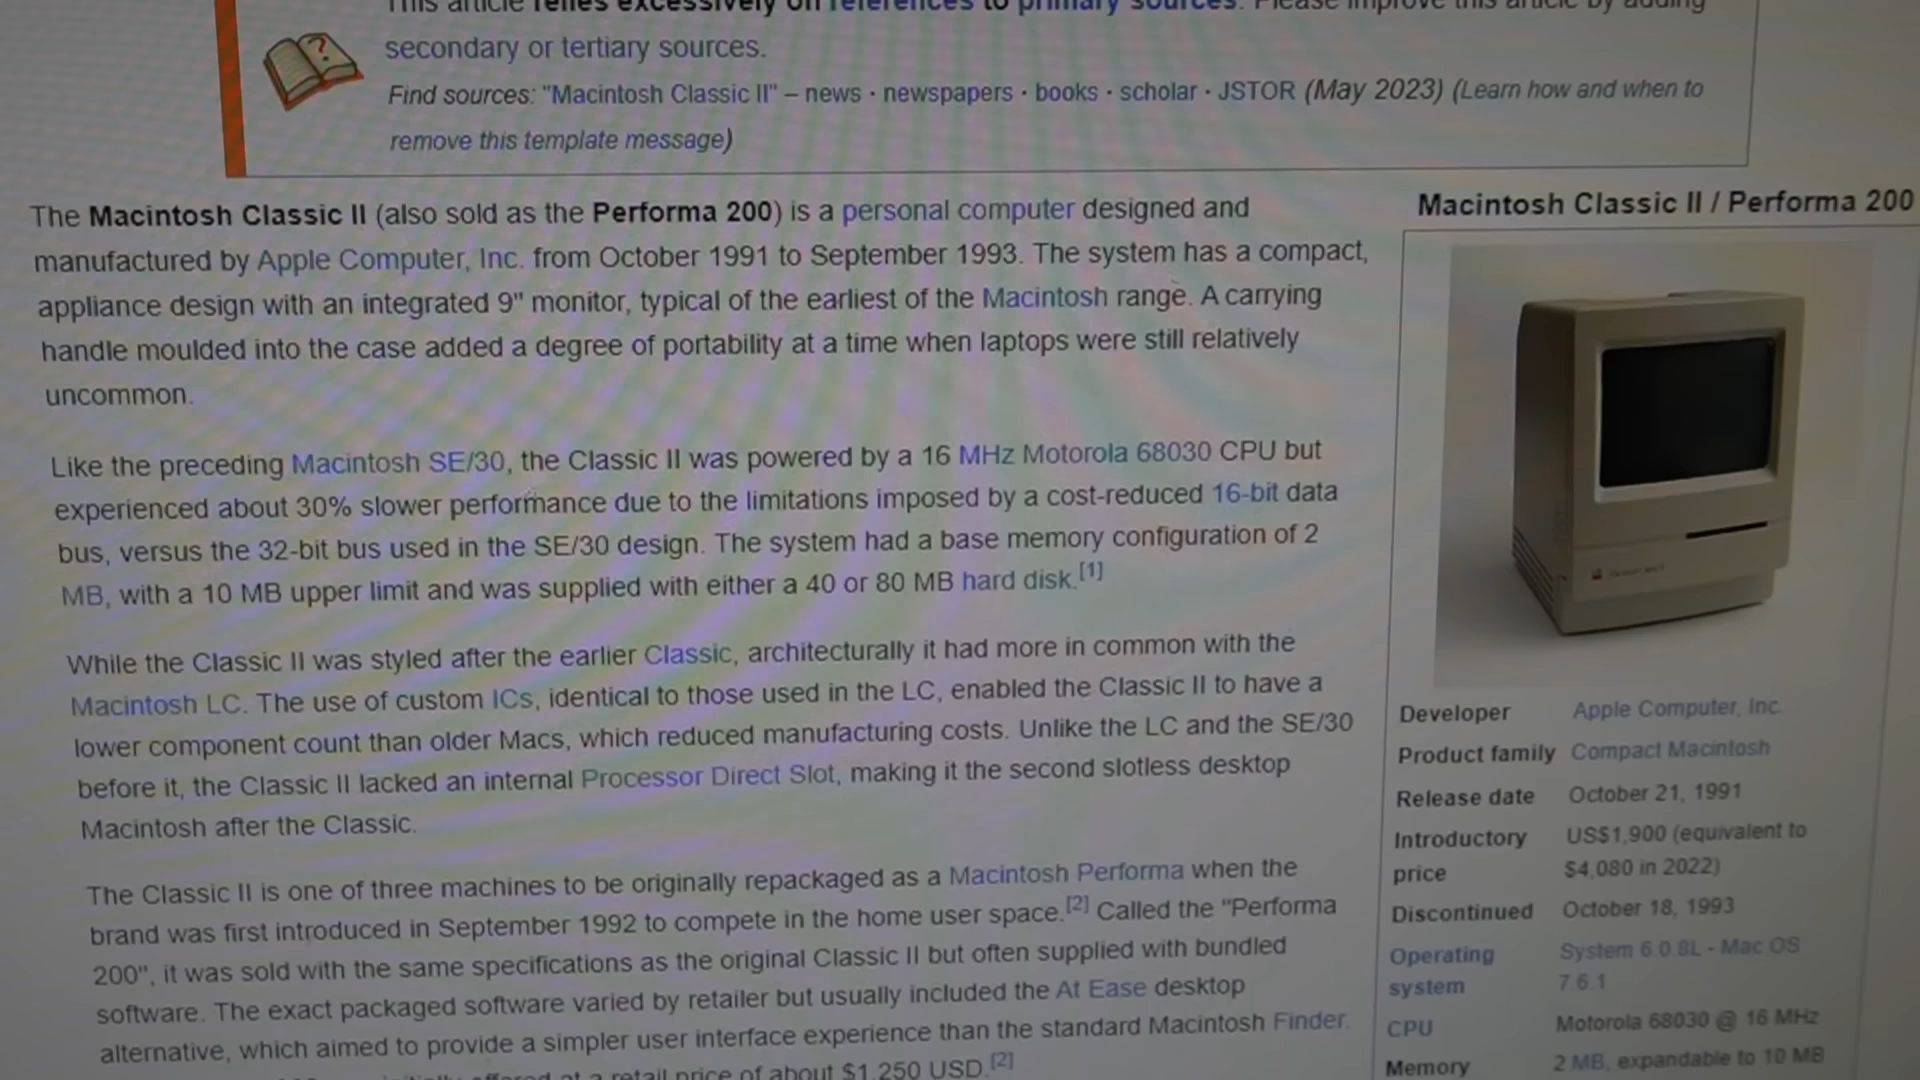 This article relies excessively on references to primary sources. Please improve this article by adding
secondary or tertiary sources.
Find sources: "Macintosh Classic II" – news · newspapers · books · scholar · JSTOR (May 2023) (Learn how and when to
remove this template message)
The Macintosh Classic II (also sold as the Performa 200) is a personal computer designed and
manufactured by Apple Computer, Inc. from October 1991 to September 1993. The system has a compact,
appliance design with an integrated 9" monitor, typical of the earliest of the Macintosh range. A carrying
handle moulded into the case added a degree of portability at a time when laptops were still relatively
uncommon.
Like the preceding Macintosh SE/30, the Classic II was powered by a 16 MHz Motorola 68030 CPU but
experienced about 30% slower performance due to the limitations imposed by a cost-reduced 16-bit data
bus, versus the 32-bit bus used in the SE/30 design. The system had a base memory configuration of 2
MB, with a 10 MB upper limit and was supplied with either a 40 or 80 MB hard disk.[1]
While the Classic II was styled after the earlier Classic, architecturally it had more in common with the
Macintosh LC. The use of custom ICs, identical to those used in the LC, enabled the Classic II to have a
lower component count than older Macs, which reduced manufacturing costs. Unlike the LC and the SE/30
before it, the Classic II lacked an internal Processor Direct Slot, making it the second slotless desktop
Macintosh after the Classic.
The Classic II is one of three machines to be originally repackaged as a Macintosh Performa when the
brand was first introduced in September 1992 to compete in the home user space.[2] Called the "Performa
200", it was sold with the same specifications as the original Classic II but often supplied with bundled
software. The exact packaged software varied by retailer but usually included the At Ease desktop
alternative, which aimed to provide a simpler user interface experience than the standard Macintosh Finder.
offered at a retail price of about $1,250 USD.[2]
Macintosh Classic II / Performa 200
Developer Apple Computer, Inc.
Product family Compact Macintosh
Release date October 21, 1991
Introductory US$1,900 (equivalent to
price $4,080 in 2022)
Discontinued October 18, 1993
Operating System 6.0.8L - Mac OS
system 7.6.1
CPU Motorola 68030 @ 16 MHz
Memory 2 MB, expandable to 10 MB